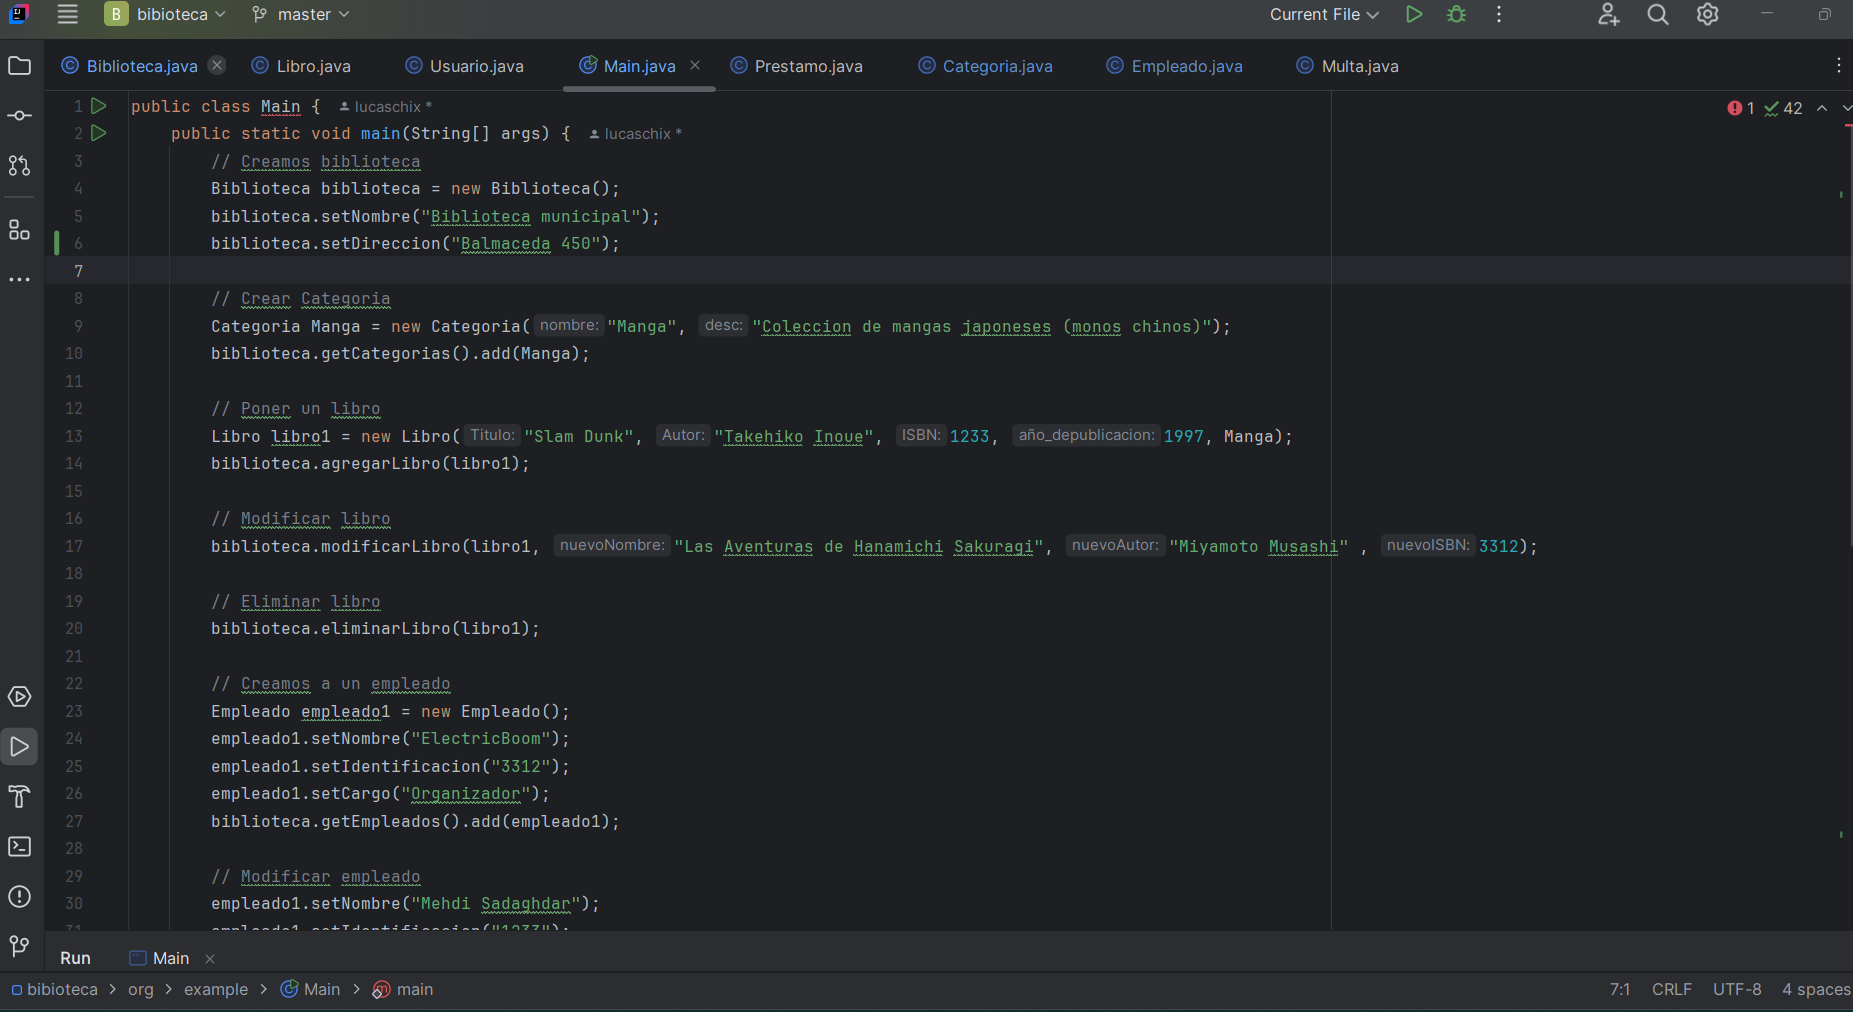 B bibioteca master Current File
Biblioteca.java Libro.java Usuario.java Main.java Prestamo.java Categoria.java Empleado.java Multa.java
1 public class Main { lucaschix * 1 42
2 public static void main(String[] args) { lucaschix *
3 // Creamos biblioteca
4 Biblioteca biblioteca = new Biblioteca();
5 biblioteca.setNombre("Biblioteca municipal");
6 biblioteca.setDireccion("Balmaceda 450");
7
8 // Crear Categoria
9 Categoria Manga = new Categoria( nombre: "Manga", desc: "Coleccion de mangas japoneses (monos chinos)");
10 biblioteca.getCategorias().add(Manga);
11
12 // Poner un libro
13 Libro libro1 = new Libro( Titulo: "Slam Dunk", Autor: "Takehiko Inoue", ISBN: 1233, año_depublicacion: 1997, Manga);
14 biblioteca.agregarLibro(libro1);
15
16 // Modificar libro
17 biblioteca.modificarLibro(libro1, nuevoNombre: "Las Aventuras de Hanamichi Sakuragi", nuevoAutor: "Miyamoto Musashi" , nuevoISBN: 3312);
18
19 // Eliminar libro
20 biblioteca.eliminarLibro(libro1);
21
22 // Creamos a un empleado
23 Empleado empleado1 = new Empleado();
24 empleado1.setNombre("ElectricBoom");
25 empleado1.setIdentificacion("3312");
26 empleado1.setCargo("Organizador");
27 biblioteca.getEmpleados().add(empleado1);
28
29 // Modificar empleado
30 empleado1.setNombre("Mehdi Sadaghdar");
31 empleado1.setIdentificacion("1233");
Run Main
bibioteca org example Main main 7:1 CRLF UTF-8 4 spaces